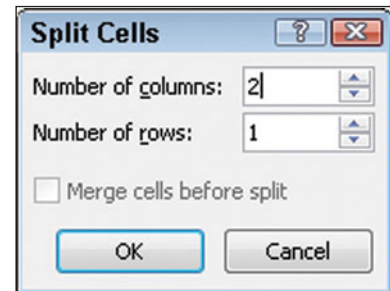 Split Cells ?
Number of columns: 2
Number of rows: 1
Merge cells before split
OK Cancel